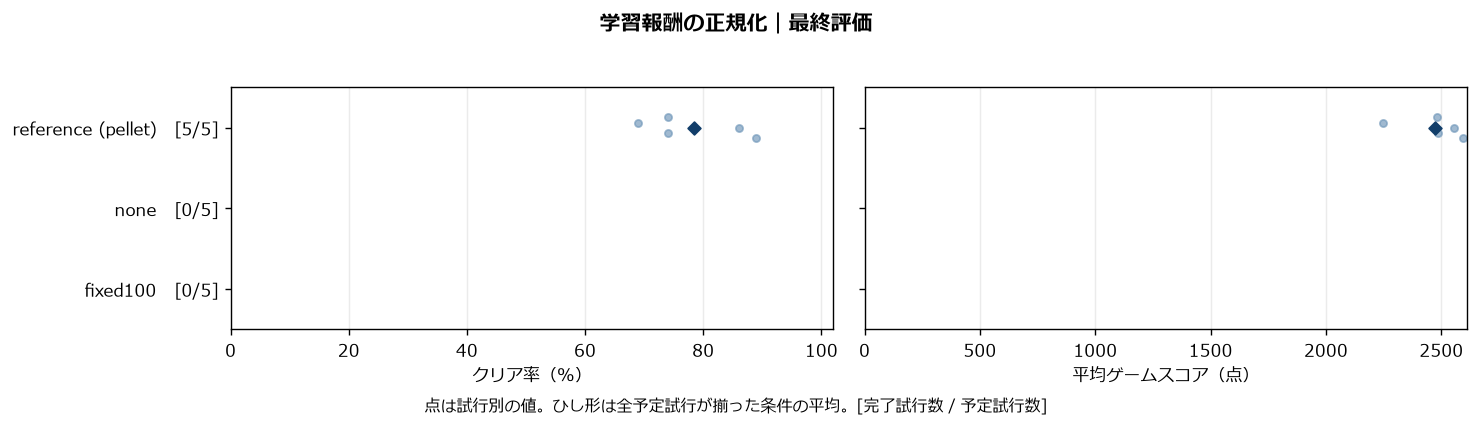 学習報酬の正規化｜最終評価
reference (pellet) [5/5]
none [0/5]
fixed100 [0/5]
0 20 40 60 80 100
クリア率（%）
0 500 1000 1500 2000 2500
平均ゲームスコア（点）
点は試行別の値。ひし形は全予定試行が揃った条件の平均。[完了試行数 / 予定試行数]